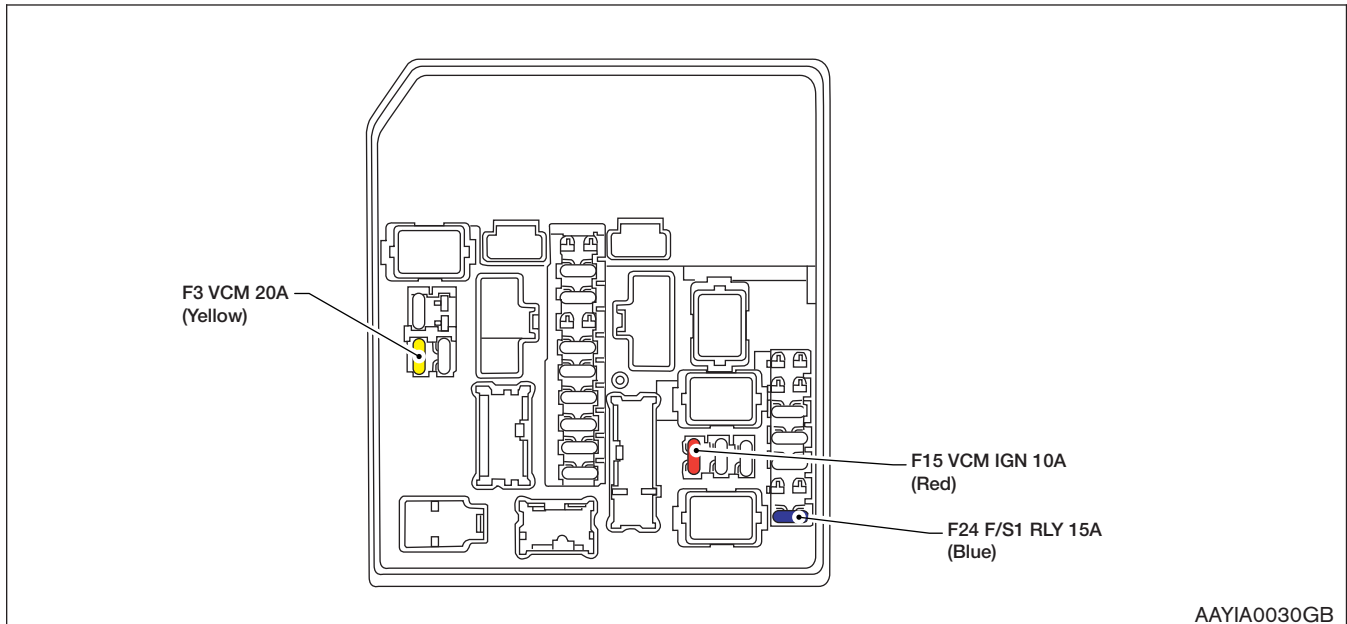 F3 VCM 20A
(Yellow)
F15 VCM IGN 10A
(Red)
F24 F/S1 RLY 15A
(Blue)
AAYIA0030GB